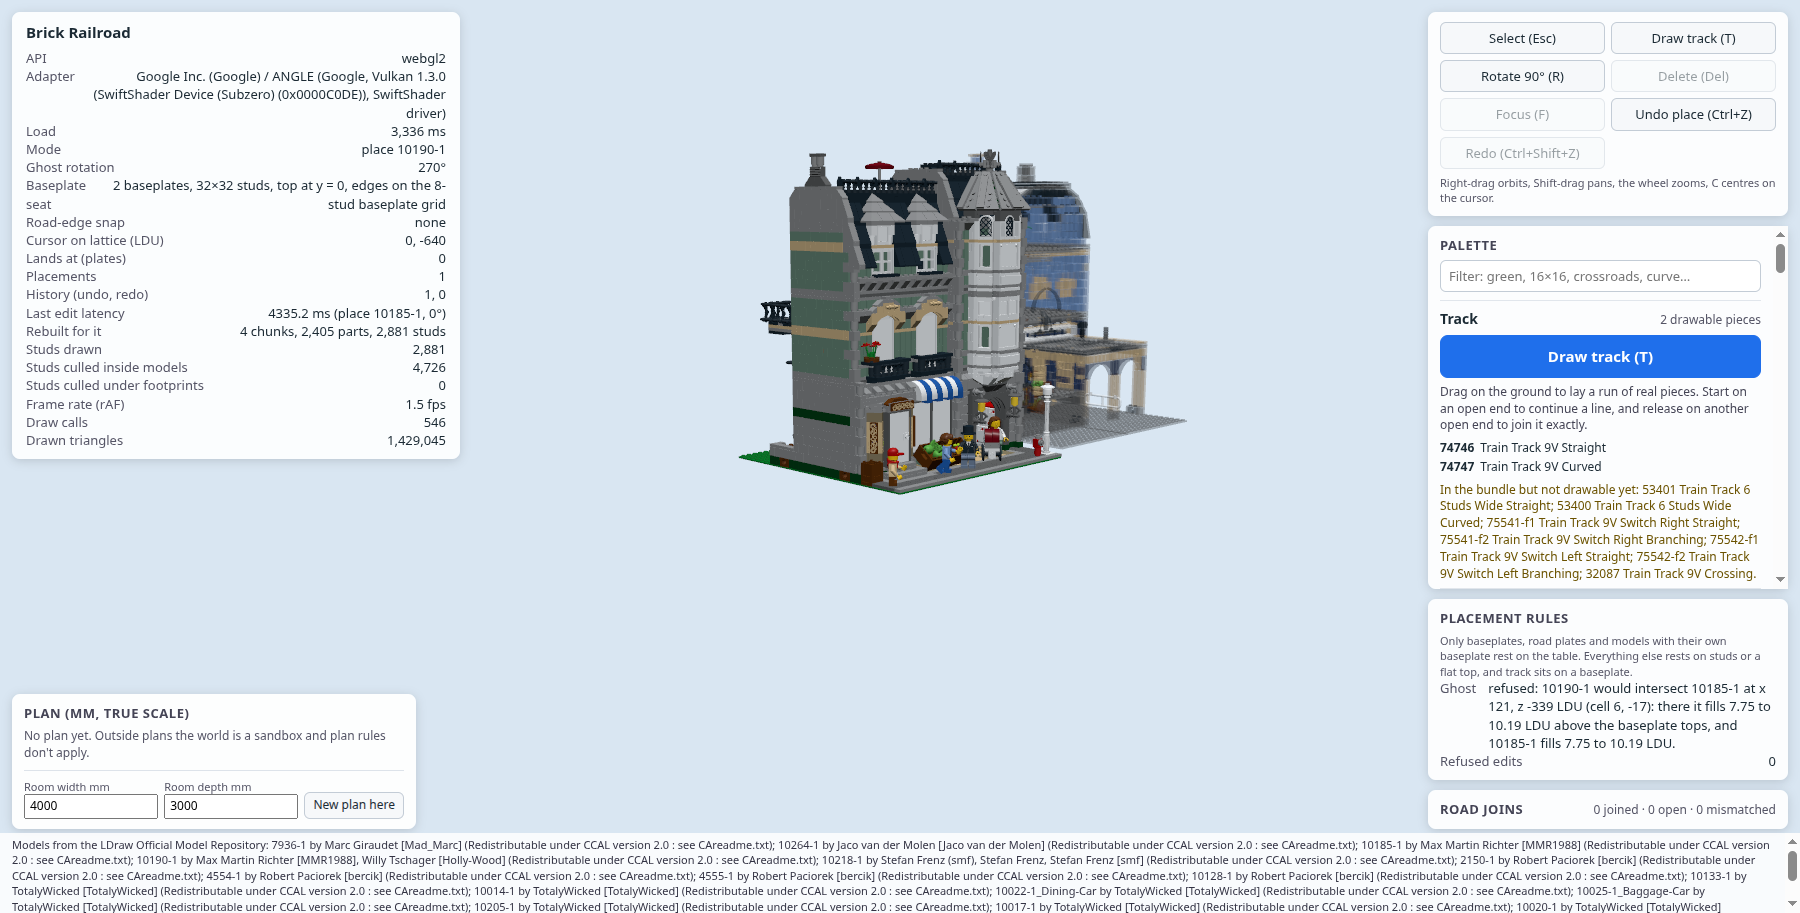 Brick Railroad
API webgl2
Adapter Google Inc. (Google) / ANGLE (Google, Vulkan 1.3.0
(SwiftShader Device (Subzero) (0x0000C0DE)), SwiftShader
driver)
Load 3,336 ms
Mode place 10190-1
Ghost rotation 270°
Baseplate 2 baseplates, 32×32 studs, top at y = 0, edges on the 8-
seat stud baseplate grid
Road-edge snap none
Cursor on lattice (LDU) 0, -640
Lands at (plates) 0
Placements 1
History (undo, redo) 1, 0
Last edit latency 4335.2 ms (place 10185-1, 0°)
Rebuilt for it 4 chunks, 2,405 parts, 2,881 studs
Studs drawn 2,881
Studs culled inside models 4,726
Studs culled under footprints 0
Frame rate (rAF) 1.5 fps
Draw calls 546
Drawn triangles 1,429,045
Select (Esc) Draw track (T)
Rotate 90° (R) Delete (Del)
Focus (F) Undo place (Ctrl+Z)
Redo (Ctrl+Shift+Z)
Right-drag orbits, Shift-drag pans, the wheel zooms, C centres on
the cursor.
PALETTE
Filter: green, 16×16, crossroads, curve...
Track 2 drawable pieces
Draw track (T)
Drag on the ground to lay a run of real pieces. Start on
an open end to continue a line, and release on another
open end to join it exactly.
74746 Train Track 9V Straight
74747 Train Track 9V Curved
In the bundle but not drawable yet: 53401 Train Track 6
Studs Wide Straight; 53400 Train Track 6 Studs Wide
Curved; 75541-f1 Train Track 9V Switch Right Straight;
75541-f2 Train Track 9V Switch Right Branching; 75542-f1
Train Track 9V Switch Left Straight; 75542-f2 Train Track
9V Switch Left Branching; 32087 Train Track 9V Crossing.
PLACEMENT RULES
Only baseplates, road plates and models with their own
baseplate rest on the table. Everything else rests on studs or a
flat top, and track sits on a baseplate.
Ghost refused: 10190-1 would intersect 10185-1 at x
121, z -339 LDU (cell 6, -17): there it fills 7.75 to
10.19 LDU above the baseplate tops, and
10185-1 fills 7.75 to 10.19 LDU.
Refused edits 0
ROAD JOINS 0 joined · 0 open · 0 mismatched
PLAN (MM, TRUE SCALE)
No plan yet. Outside plans the world is a sandbox and plan rules
don't apply.
Room width mm Room depth mm
4000 3000 New plan here
Models from the LDraw Official Model Repository: 7936-1 by Marc Giraudet [Mad_Marc] (Redistributable under CCAL version 2.0 : see CAreadme.txt); 10264-1 by Jaco van der Molen [Jaco van der Molen] (Redistributable under CCAL version 2.0 : see CAreadme.txt); 10185-1 by Max Martin Richter [MMR1988] (Redistributable under CCAL version
2.0 : see CAreadme.txt); 10190-1 by Max Martin Richter [MMR1988], Willy Tschager [Holly-Wood] (Redistributable under CCAL version 2.0 : see CAreadme.txt); 10218-1 by Stefan Frenz (smf), Stefan Frenz [smf] (Redistributable under CCAL version 2.0 : see CAreadme.txt); 2150-1 by Robert Paciorek [bercik] (Redistributable under
CCAL version 2.0 : see CAreadme.txt); 4554-1 by Robert Paciorek [bercik] (Redistributable under CCAL version 2.0 : see CAreadme.txt); 4555-1 by Robert Paciorek [bercik] (Redistributable under CCAL version 2.0 : see CAreadme.txt); 10128-1 by Robert Paciorek [bercik] (Redistributable under CCAL version 2.0 : see CAreadme.txt); 10133-1 by
TotalyWicked [TotalyWicked] (Redistributable under CCAL version 2.0 : see CAreadme.txt); 10014-1 by TotalyWicked [TotalyWicked] (Redistributable under CCAL version 2.0 : see CAreadme.txt); 10022-1_Dining-Car by TotalyWicked [TotalyWicked] (Redistributable under CCAL version 2.0 : see CAreadme.txt); 10025-1_Baggage-Car by
TotalyWicked [TotalyWicked] (Redistributable under CCAL version 2.0 : see CAreadme.txt); 10205-1 by TotalyWicked [TotalyWicked] (Redistributable under CCAL version 2.0 : see CAreadme.txt); 10017-1 by TotalyWicked [TotalyWicked] (Redistributable under CCAL version 2.0 : see CAreadme.txt); 10020-1 by TotalyWicked [TotalyWicked]